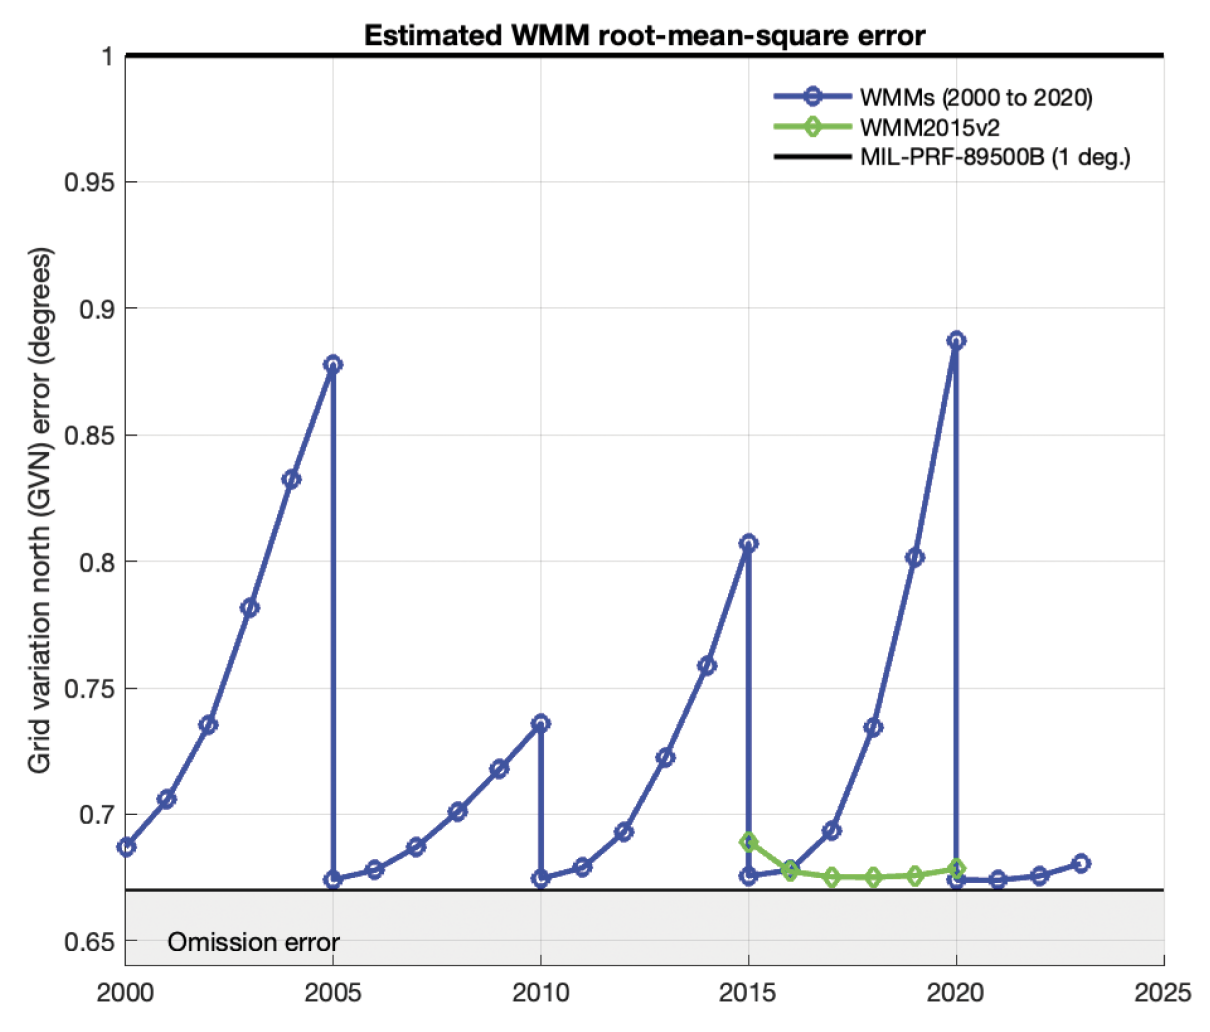 Estimated WMM root-mean-square error
WMMs (2000 to 2020)
WMM2015v2
MIL-PRF-89500B (1 deg.)
Grid variation north (GVN) error (degrees)
1
0.95
0.9
0.85
0.8
0.75
0.7
0.65
Omission error
2000 2005 2010 2015 2020 2025